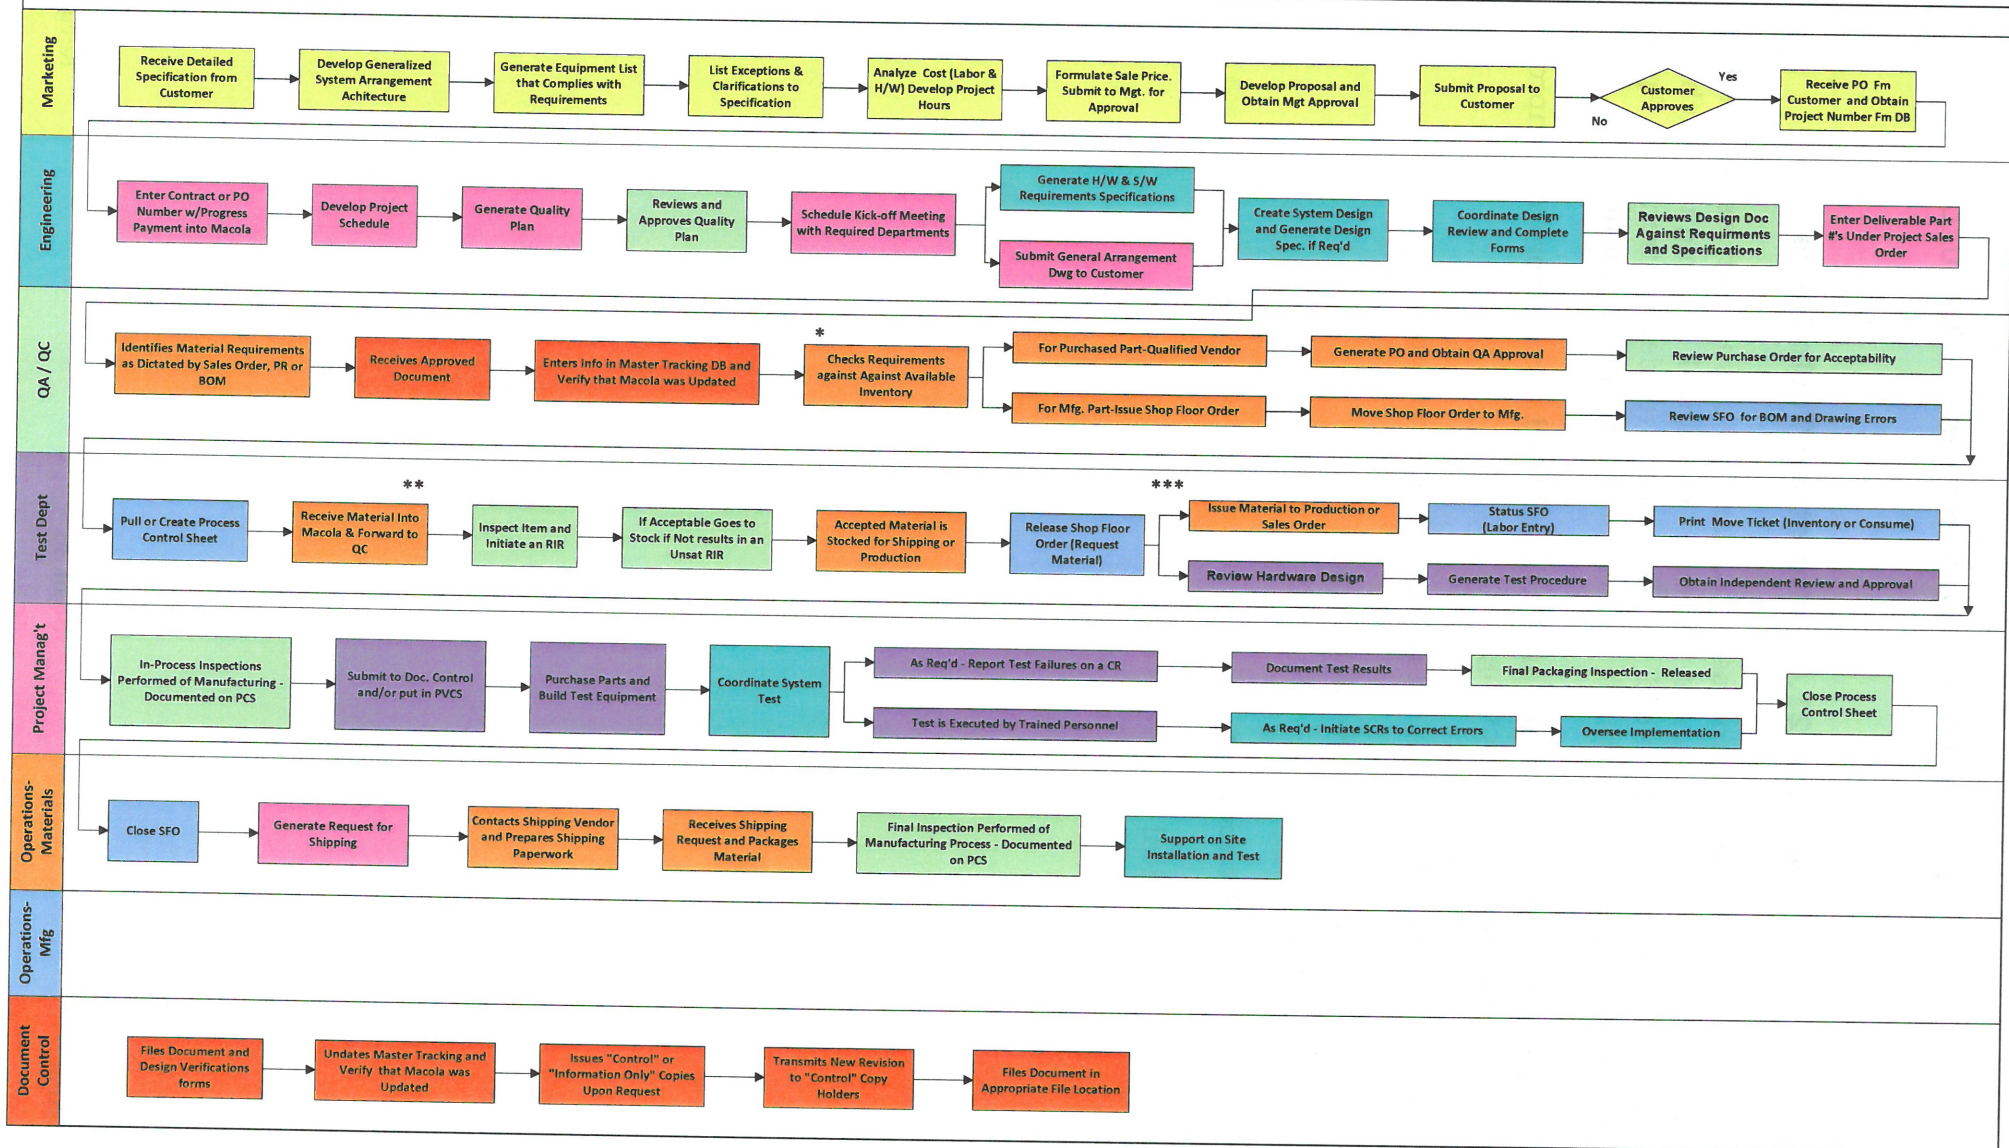 Marketing
Receive Detailed
Specification from
Customer
Develop Generalized
System Arrangement
Achitecture
Generate Equipment List
that Complies with
Requirements
List Exceptions &
Clarifications to
Specification
Analyze Cost (Labor &
H/W) Develop Project
Hours
Formulate Sale Price.
Submit to Mgt. for
Approval
Develop Proposal and
Obtain Mgt Approval
Submit Proposal to
Customer
Customer
Approves
Yes
No
Receive PO Fm
Customer and Obtain
Project Number Fm DB
Engineering
Enter Contract or PO
Number w/Progress
Payment into Macola
Develop Project
Schedule
Generate Quality
Plan
Reviews and
Approves Quality
Plan
Schedule Kick-off Meeting
with Required Departments
Generate H/W & S/W
Requirements Specifications
Submit General Arrangement
Dwg to Customer
Create System Design
and Generate Design
Spec. if Req'd
Coordinate Design
Review and Complete
Forms
Reviews Design Doc
Against Requirments
and Specifications
Enter Deliverable Part
#'s Under Project Sales
Order
QA / QC
Identifies Material Requirements
as Dictated by Sales Order, PR or
BOM
Receives Approved
Document
Enters Info in Master Tracking DB and
Verify that Macola was Updated
*
Checks Requirements
against Against Available
Inventory
For Purchased Part-Qualified Vendor
Generate PO and Obtain QA Approval
Review Purchase Order for Acceptability
For Mfg. Part-Issue Shop Floor Order
Move Shop Floor Order to Mfg.
Review SFO for BOM and Drawing Errors
Test Dept
Pull or Create Process
Control Sheet
**
Receive Material Into
Macola & Forward to
QC
Inspect Item and
Initiate an RIR
If Acceptable Goes to
Stock if Not results in an
Unsat RIR
Accepted Material is
Stocked for Shipping or
Production
Release Shop Floor
Order (Request
Material)
***
Issue Material to Production or
Sales Order
Status SFO
(Labor Entry)
Print Move Ticket (Inventory or Consume)
Review Hardware Design
Generate Test Procedure
Obtain Independent Review and Approval
Project Manag't
In-Process Inspections
Performed of Manufacturing -
Documented on PCS
Submit to Doc. Control
and/or put in PVCS
Purchase Parts and
Build Test Equipment
Coordinate System
Test
As Req'd - Report Test Failures on a CR
Document Test Results
Final Packaging Inspection - Released
Test is Executed by Trained Personnel
As Req'd - Initiate SCRs to Correct Errors
Oversee Implementation
Close Process
Control Sheet
Operations-
Materials
Close SFO
Generate Request for
Shipping
Contacts Shipping Vendor
and Prepares Shipping
Paperwork
Receives Shipping
Request and Packages
Material
Final Inspection Performed of
Manufacturing Process - Documented
on PCS
Support on Site
Installation and Test
Operations-
Mfg
Document
Control
Files Document and
Design Verifications
forms
Undates Master Tracking and
Verify that Macola was
Updated
Issues "Control" or
"Information Only" Copies
Upon Request
Transmits New Revision
to "Control" Copy
Holders
Files Document in
Appropriate File Location